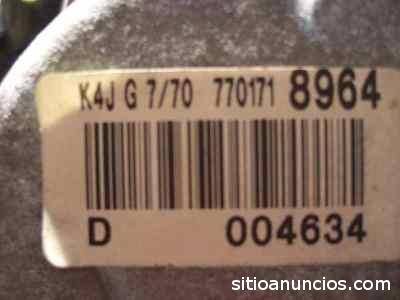 K4J G 7/70 770171 8964
D 004634
sitioanuncios.com